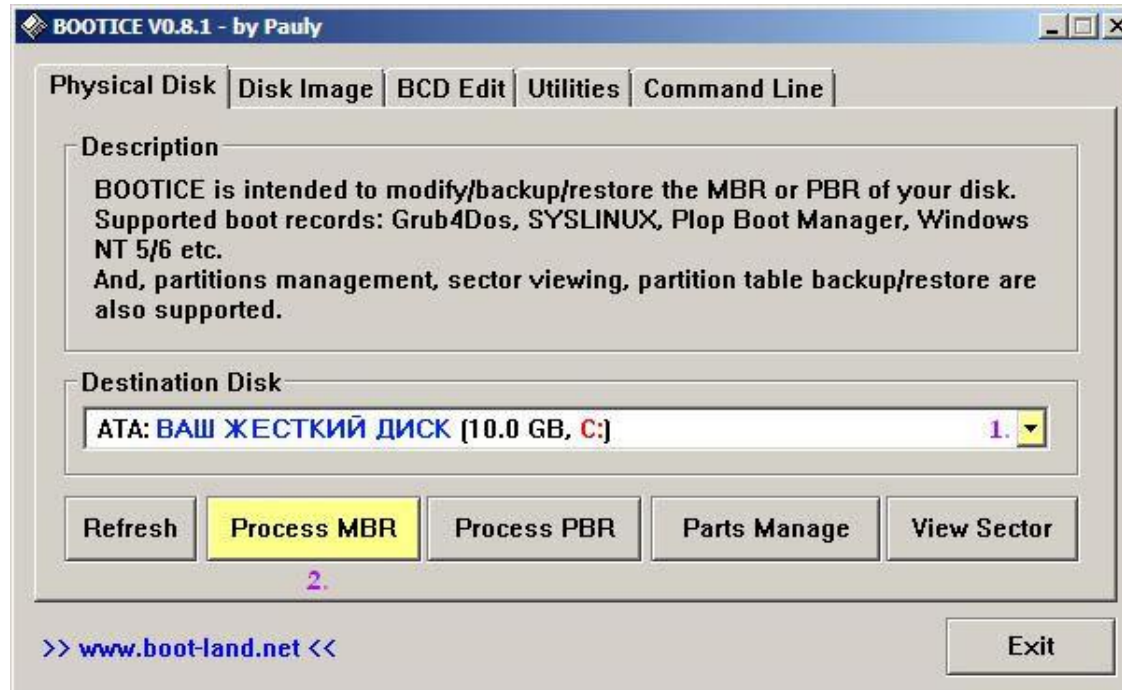 BOOTICE V0.8.1 - by Pauly
Physical Disk Disk Image BCD Edit Utilities Command Line
Description
BOOTICE is intended to modify/backup/restore the MBR or PBR of your disk.
Supported boot records: Grub4Dos, SYSLINUX, Plop Boot Manager, Windows
NT 5/6 etc.
And, partitions management, sector viewing, partition table backup/restore are
also supported.
Destination Disk
ATA: ВАШ ЖЕСТКИЙ ДИСК (10.0 GB, C:) 1.
Refresh Process MBR Process PBR Parts Manage View Sector
2.
>> www.boot-land.net << Exit